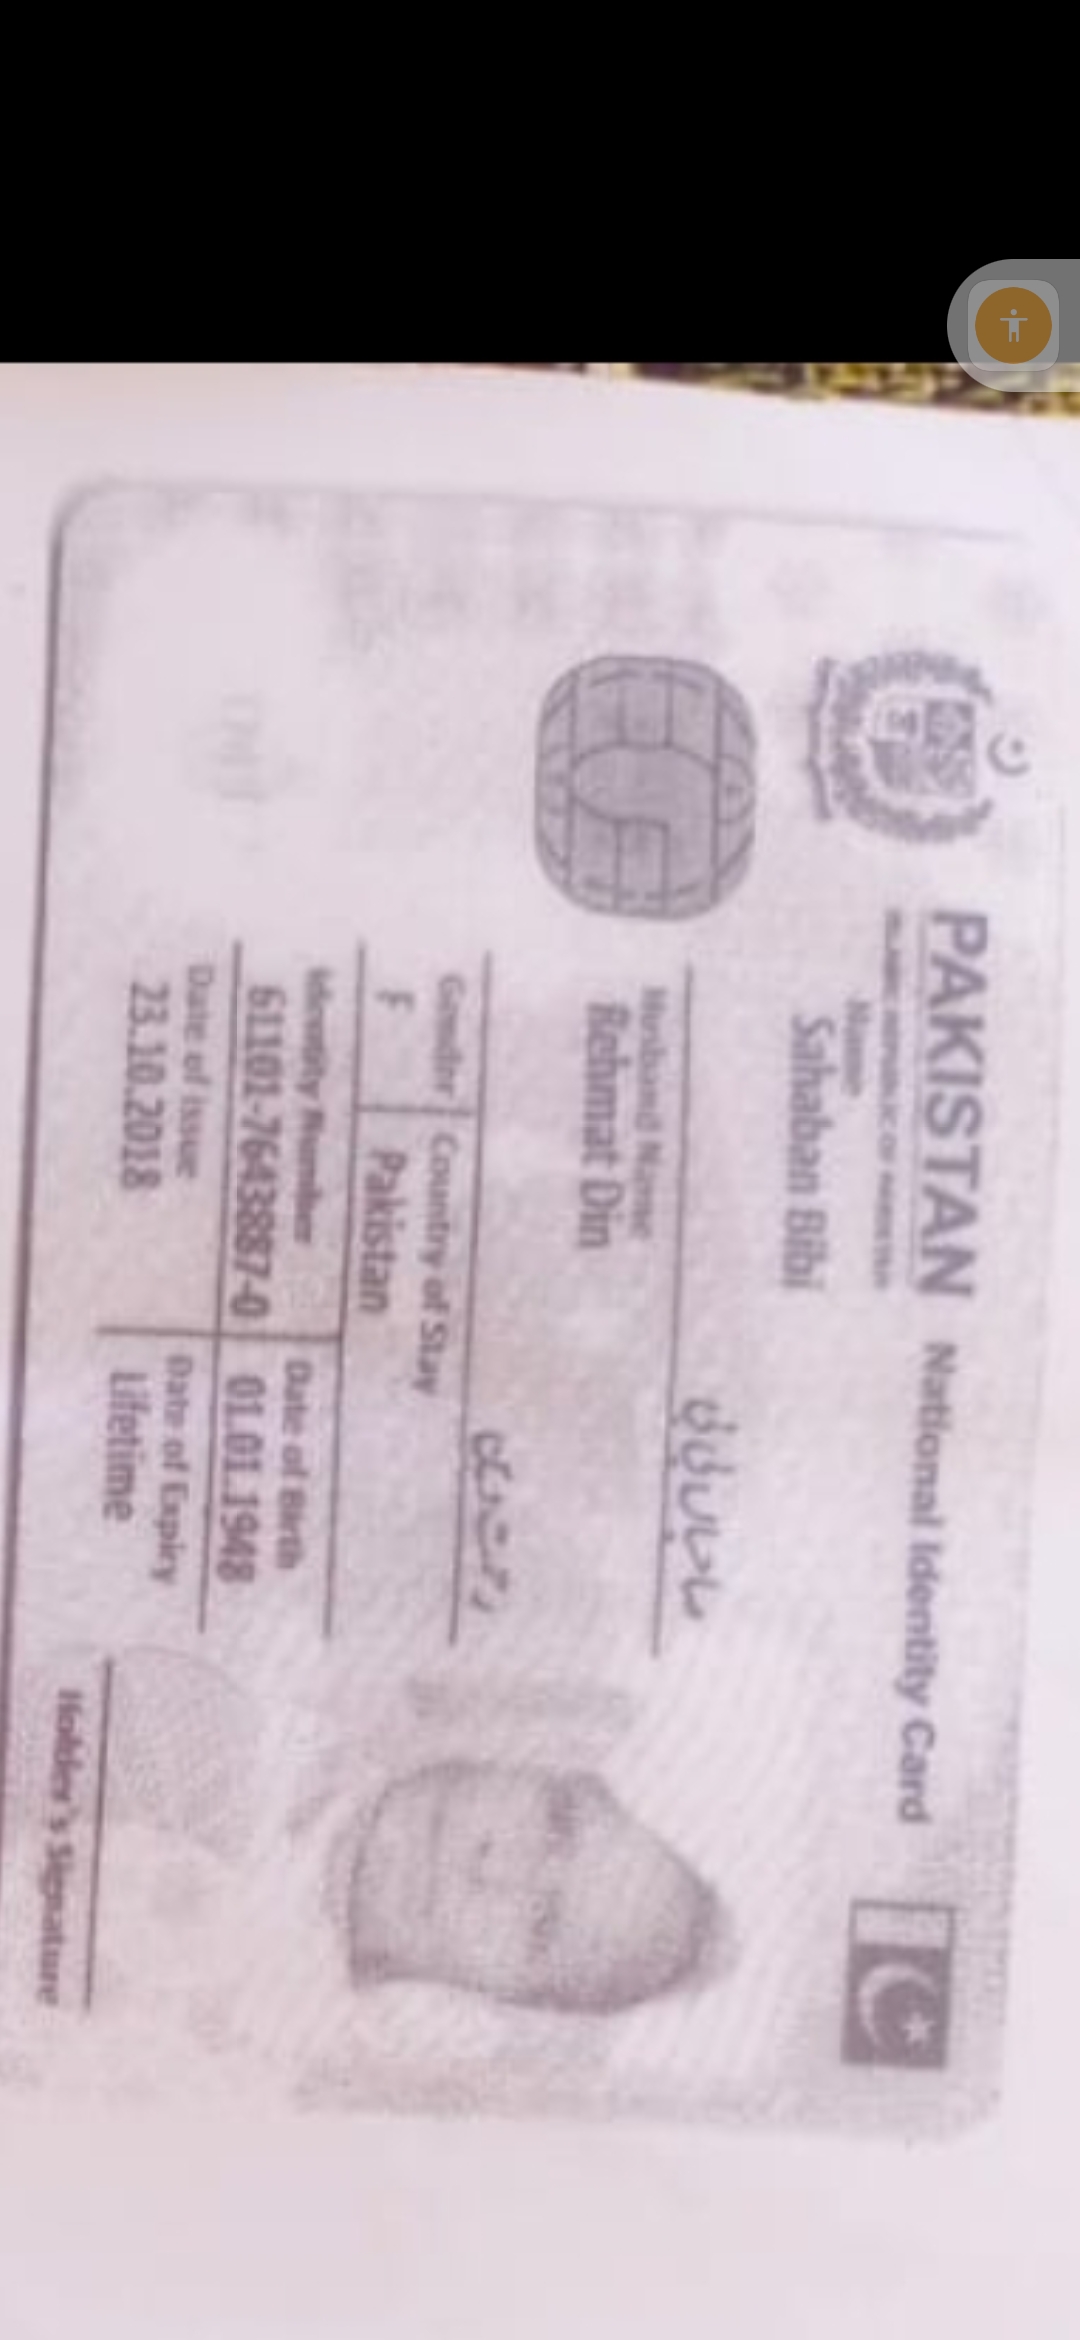 PAKISTAN National Identity Card
ISLAMIC REPUBLIC OF PAKISTAN
Name
Sahaban Bibi
صاحباں بی بی
Husband Name
Rehmat Din
رحمت دین
Gender Country of Stay
F Pakistan
Identity Number Date of Birth
61101-7643887-0 01.01.1948
Date of Issue Date of Expiry
23.10.2018 Lifetime
Holder's Signature